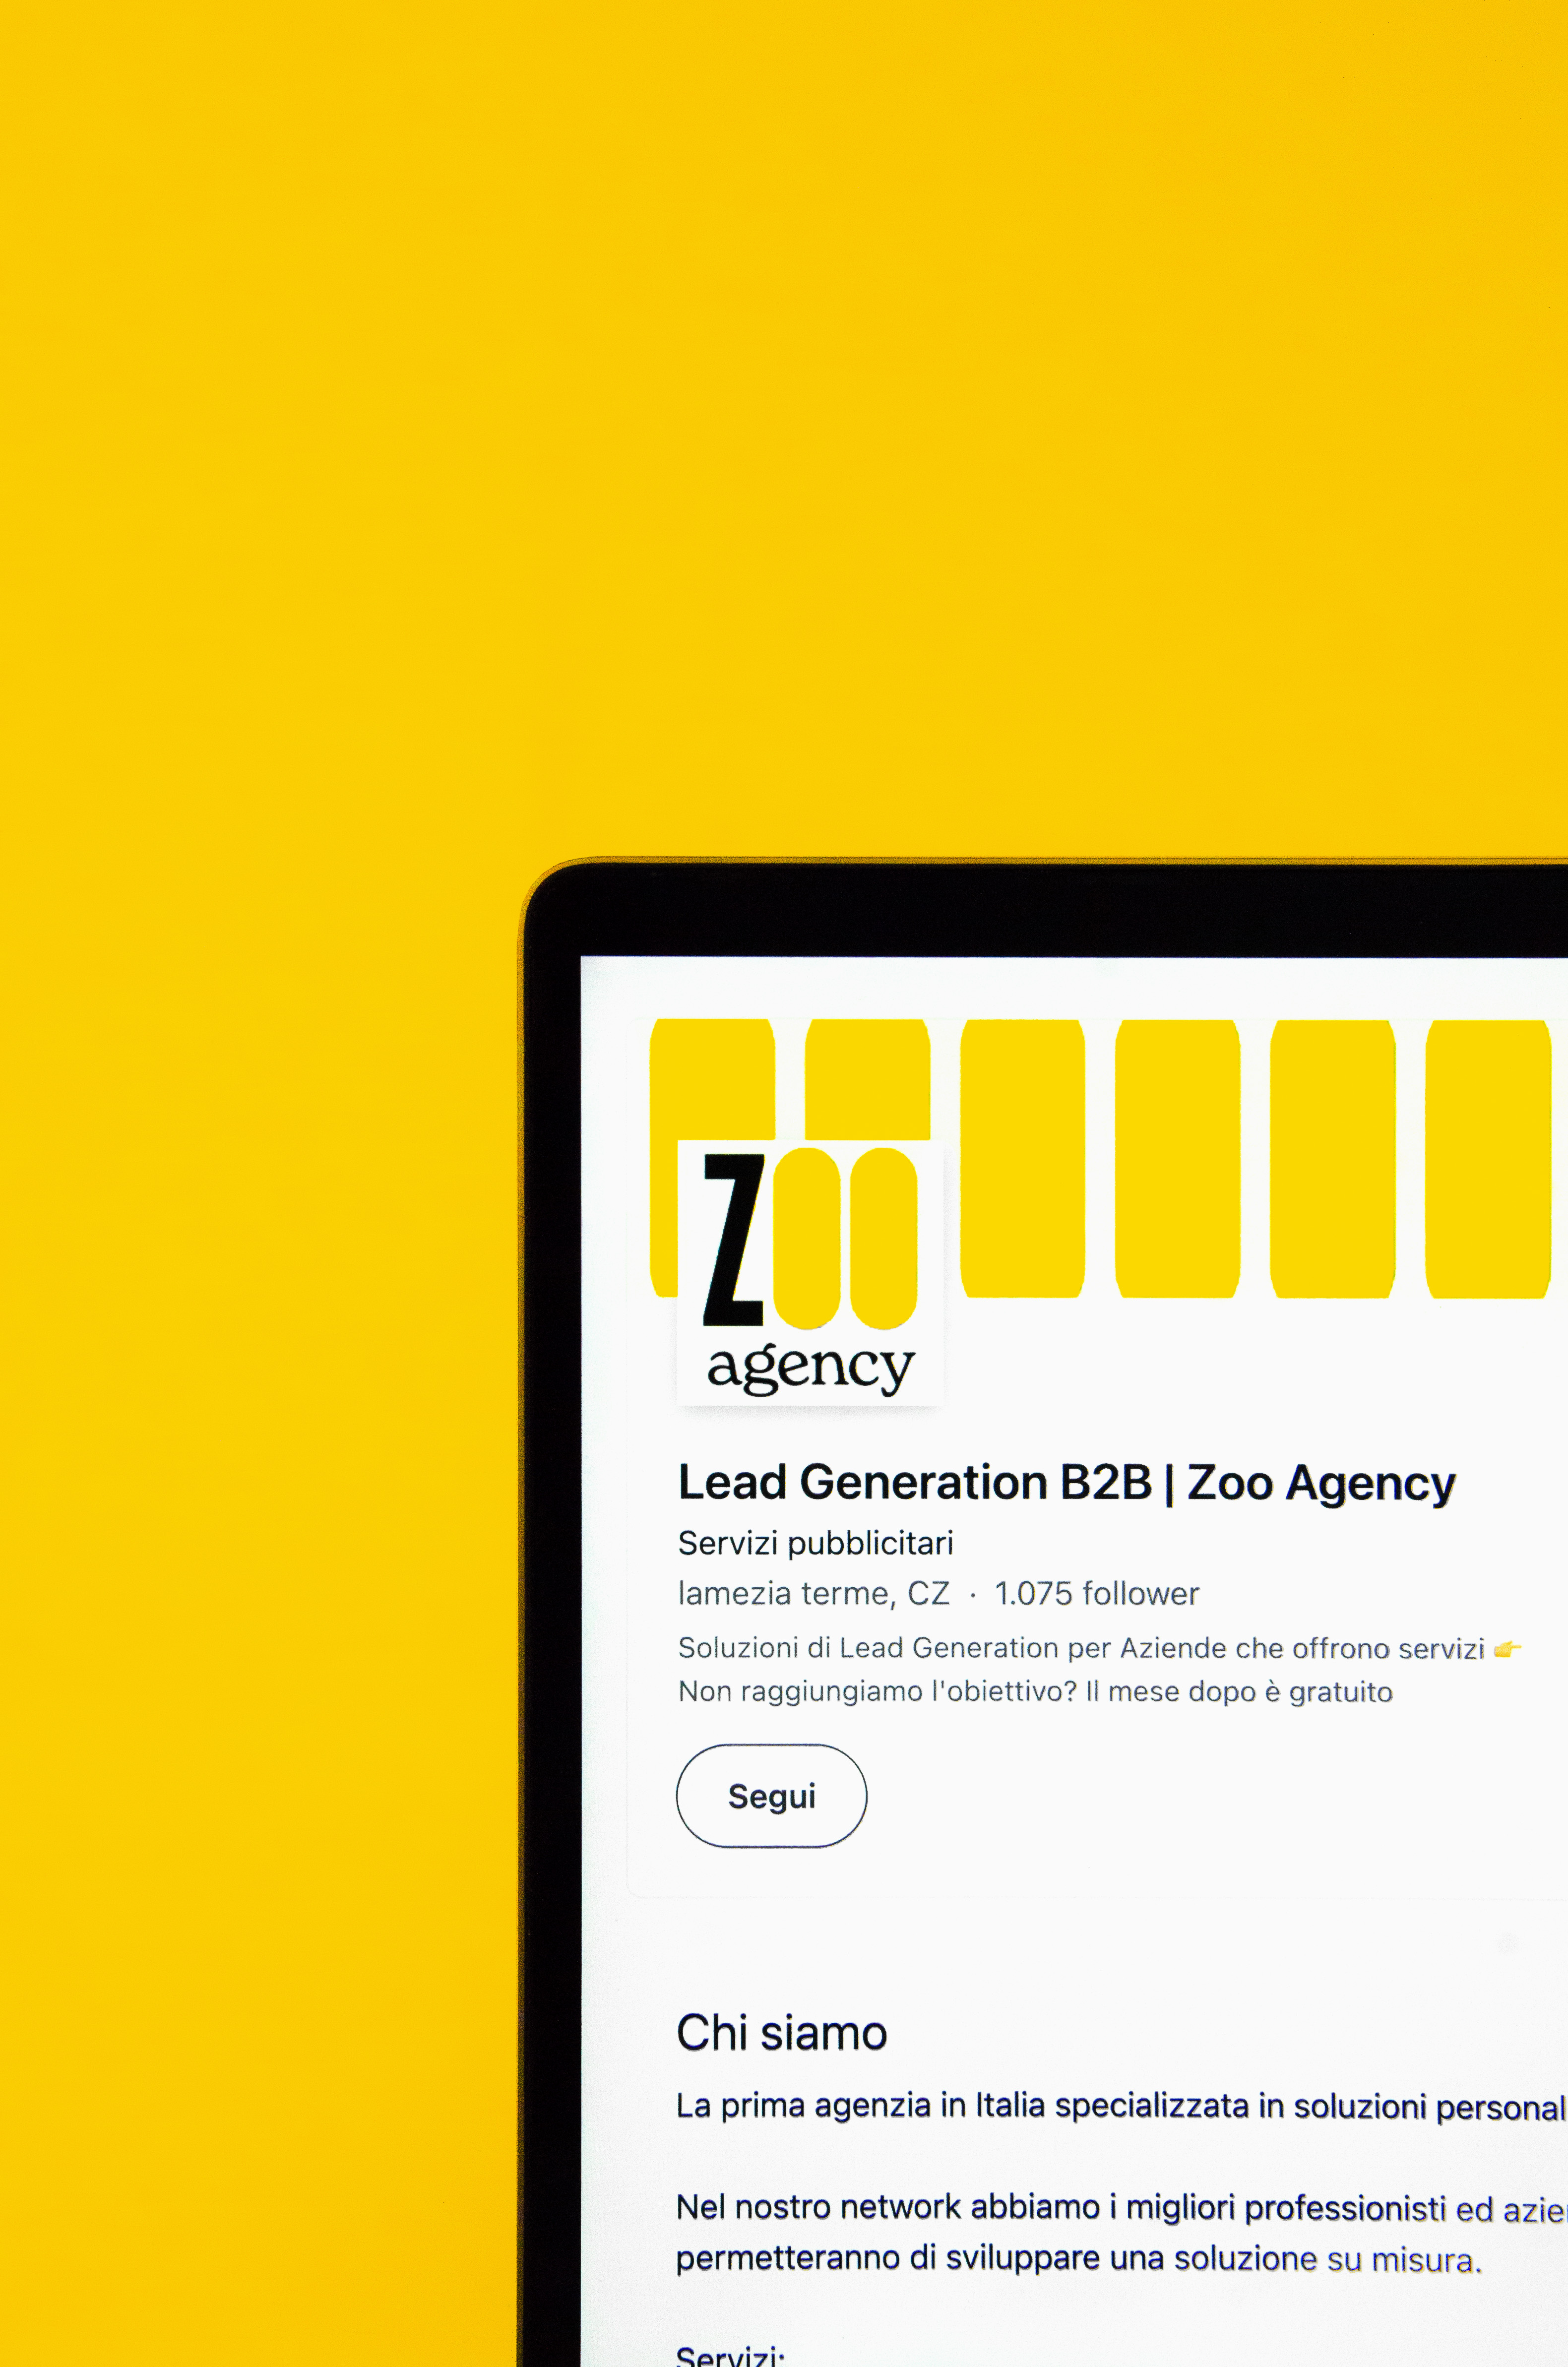 Zoo
agency
Lead Generation B2B | Zoo Agency
Servizi pubblicitari
lamezia terme, CZ · 1.075 follower
Soluzioni di Lead Generation per Aziende che offrono servizi 👉
Non raggiungiamo l'obiettivo? Il mese dopo è gratuito
Segui
Chi siamo
La prima agenzia in Italia specializzata in soluzioni personal
Nel nostro network abbiamo i migliori professionisti ed azie
permetteranno di sviluppare una soluzione su misura.
Servizi: